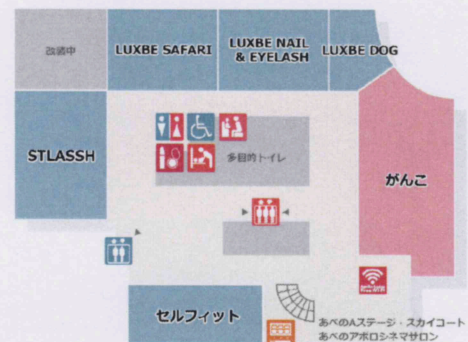 改装中
LUXBE SAFARI
LUXBE NAIL
& EYELASH
LUXBE DOG
STLASSH
多目的トイレ
がんこ
セルフィット
あべのAステージ・スカイコート
あべのアポロシネマサロン